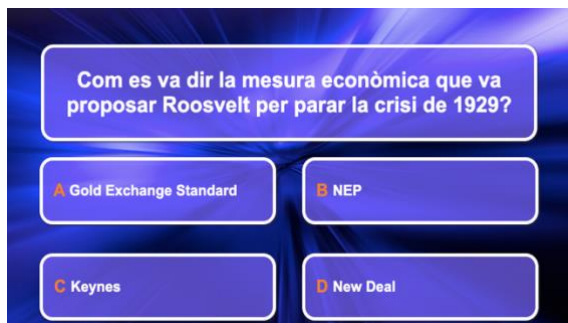 Com es va dir la mesura econòmica que va
proposar Roosvelt per parar la crisi de 1929?
A Gold Exchange Standard
B NEP
C Keynes
D New Deal